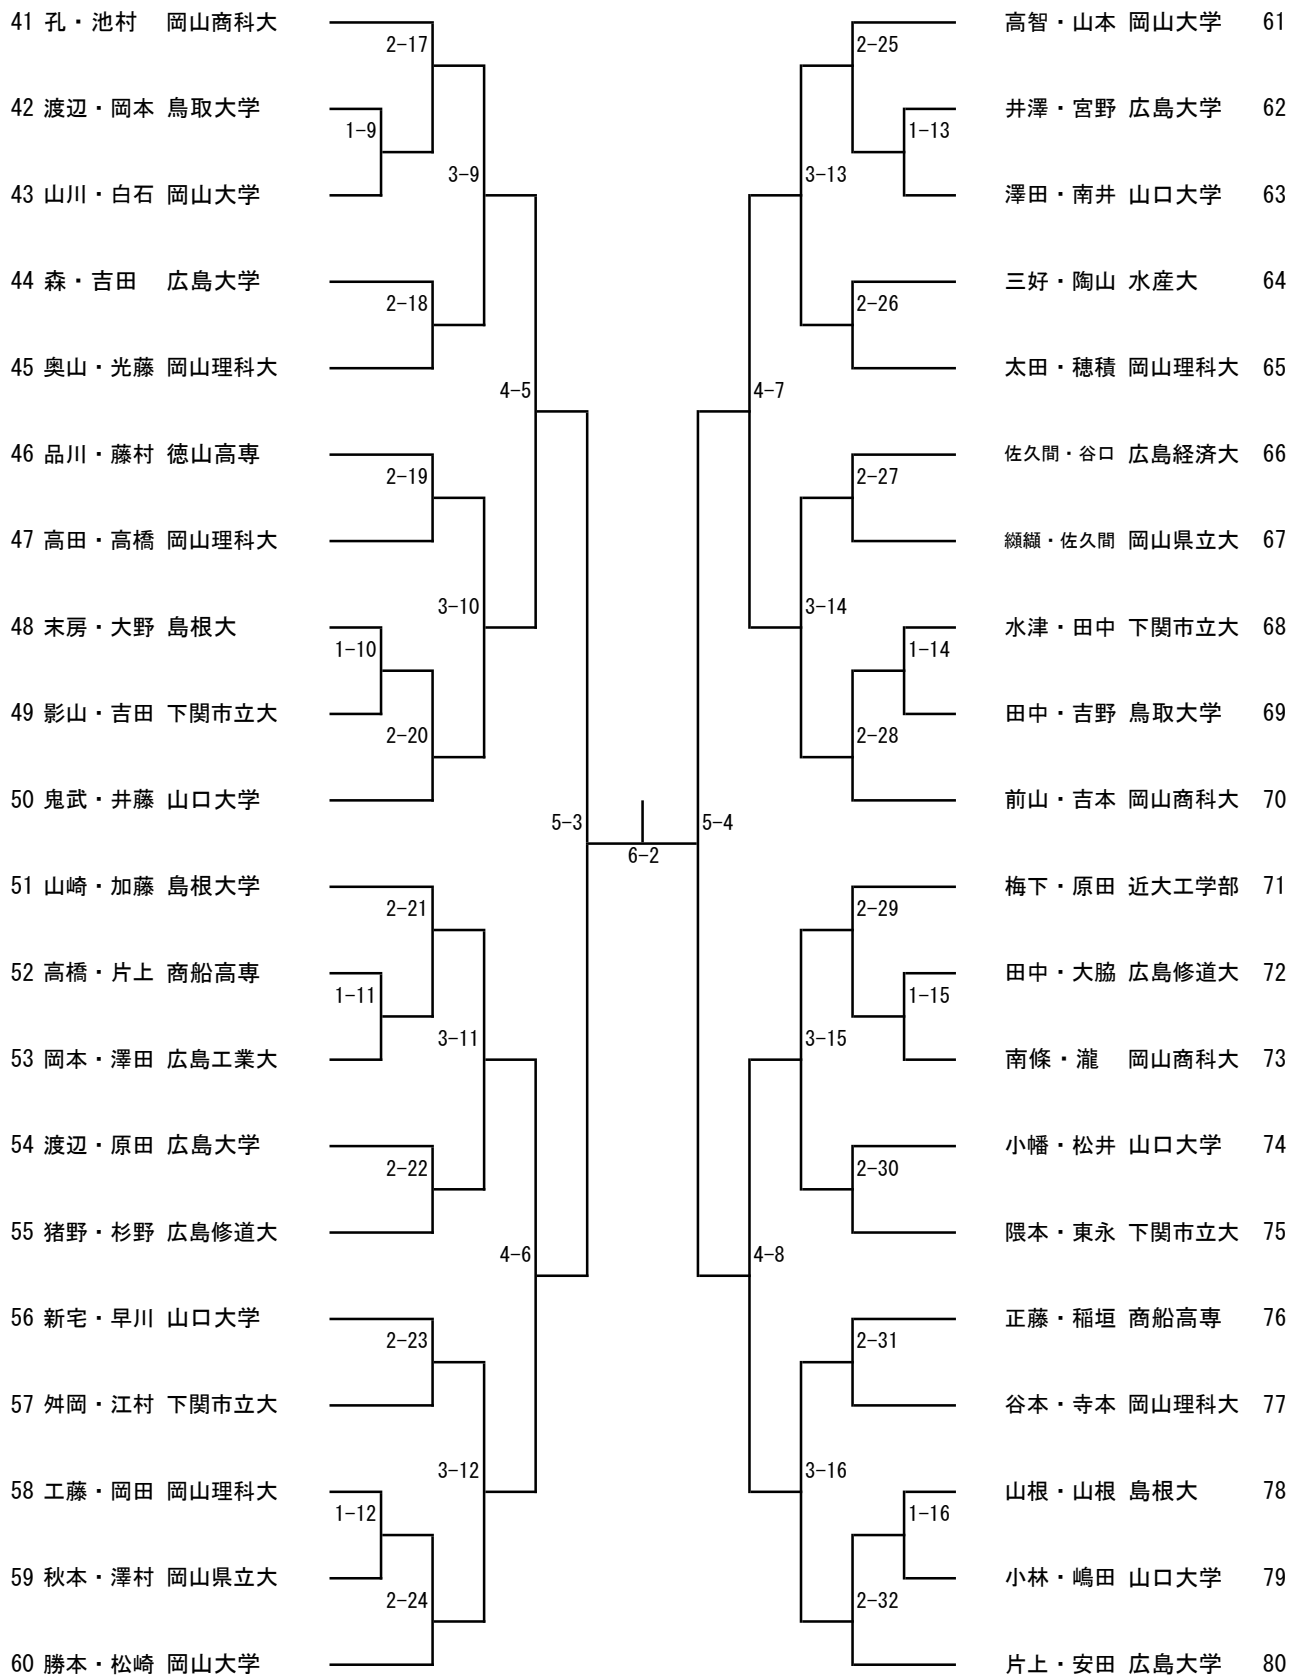 41 孔・池村 岡山商科大
2-17
42 渡辺・岡本 鳥取大学
1-9
3-9
43 山川・白石 岡山大学
44 森・吉田 広島大学
2-18
45 奥山・光藤 岡山理科大
4-5
46 品川・藤村 徳山高専
2-19
47 高田・高橋 岡山理科大
3-10
48 末房・大野 島根大
1-10
49 影山・吉田 下関市立大
2-20
50 鬼武・井藤 山口大学
5-3
6-2
51 山崎・加藤 島根大学
2-21
52 高橋・片上 商船高専
1-11
3-11
53 岡本・澤田 広島工業大
54 渡辺・原田 広島大学
2-22
55 猪野・杉野 広島修道大
4-6
56 新宅・早川 山口大学
2-23
57 舛岡・江村 下関市立大
3-12
58 工藤・岡田 岡山理科大
1-12
59 秋本・澤村 岡山県立大
2-24
60 勝本・松崎 岡山大学
高智・山本 岡山大学 61
2-25
井澤・宮野 広島大学 62
1-13
3-13
澤田・南井 山口大学 63
三好・陶山 水産大 64
2-26
太田・穂積 岡山理科大 65
4-7
佐久間・谷口 広島経済大 66
2-27
纐纈・佐久間 岡山県立大 67
3-14
水津・田中 下関市立大 68
1-14
田中・吉野 鳥取大学 69
2-28
前山・吉本 岡山商科大 70
5-4
梅下・原田 近大工学部 71
2-29
田中・大脇 広島修道大 72
1-15
3-15
南條・瀧 岡山商科大 73
小幡・松井 山口大学 74
2-30
隈本・東永 下関市立大 75
4-8
正藤・稲垣 商船高専 76
2-31
谷本・寺本 岡山理科大 77
3-16
山根・山根 島根大 78
1-16
小林・嶋田 山口大学 79
2-32
片上・安田 広島大学 80